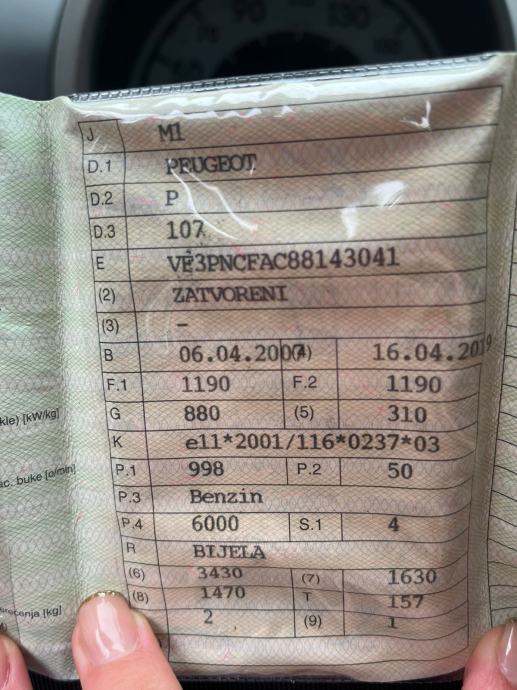 J M1
D.1 PEUGEOT
D.2 P
D.3 107
E VF3PNCFAC88143041
(2) ZATVORENI
(3) –
B 06.04.2007 (4) 16.04.2019
F.1 1190 F.2 1190
G 880 (5) 310
K e11*2001/116*0237*03
P.1 998 P.2 50
P.3 Benzin
P.4 6000 S.1 4
R BIJELA
(6) 3430 (7) 1630
(8) 1470 T 157
2 (9) 1
[kW/kg]
buke [o/min]
[kg]